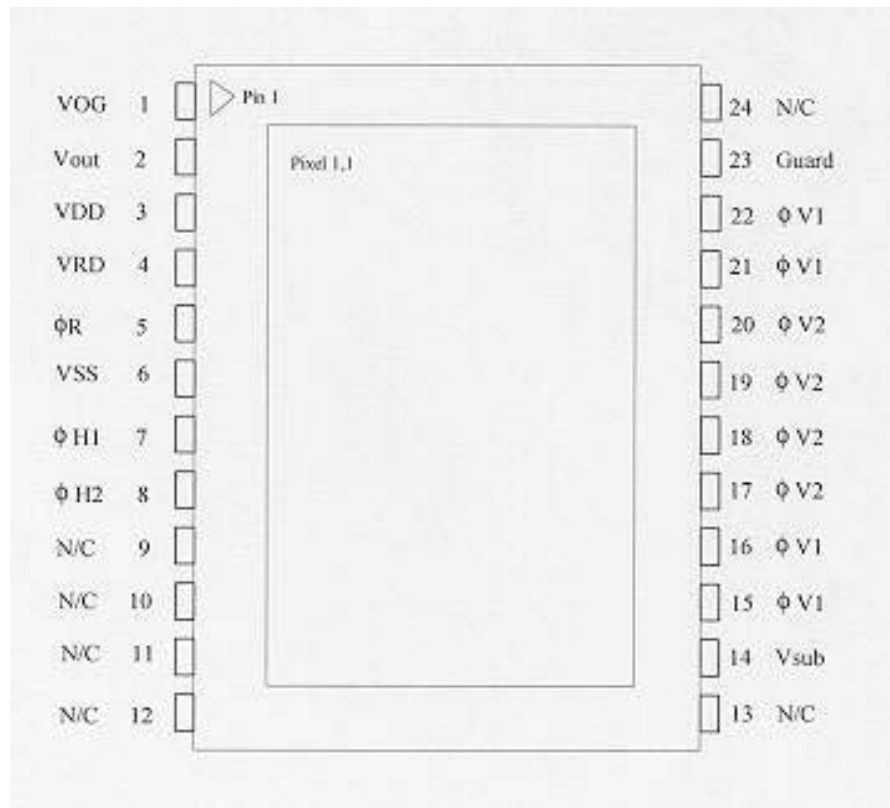 VOG 1 Pin 1 24 N/C
Vout 2 Pixel 1,1 23 Guard
VDD 3 22 ϕ V1
VRD 4 21 ϕ V1
ϕR 5 20 ϕ V2
VSS 6 19 ϕ V2
ϕ H1 7 18 ϕ V2
ϕ H2 8 17 ϕ V2
N/C 9 16 ϕ V1
N/C 10 15 ϕ V1
N/C 11 14 Vsub
N/C 12 13 N/C